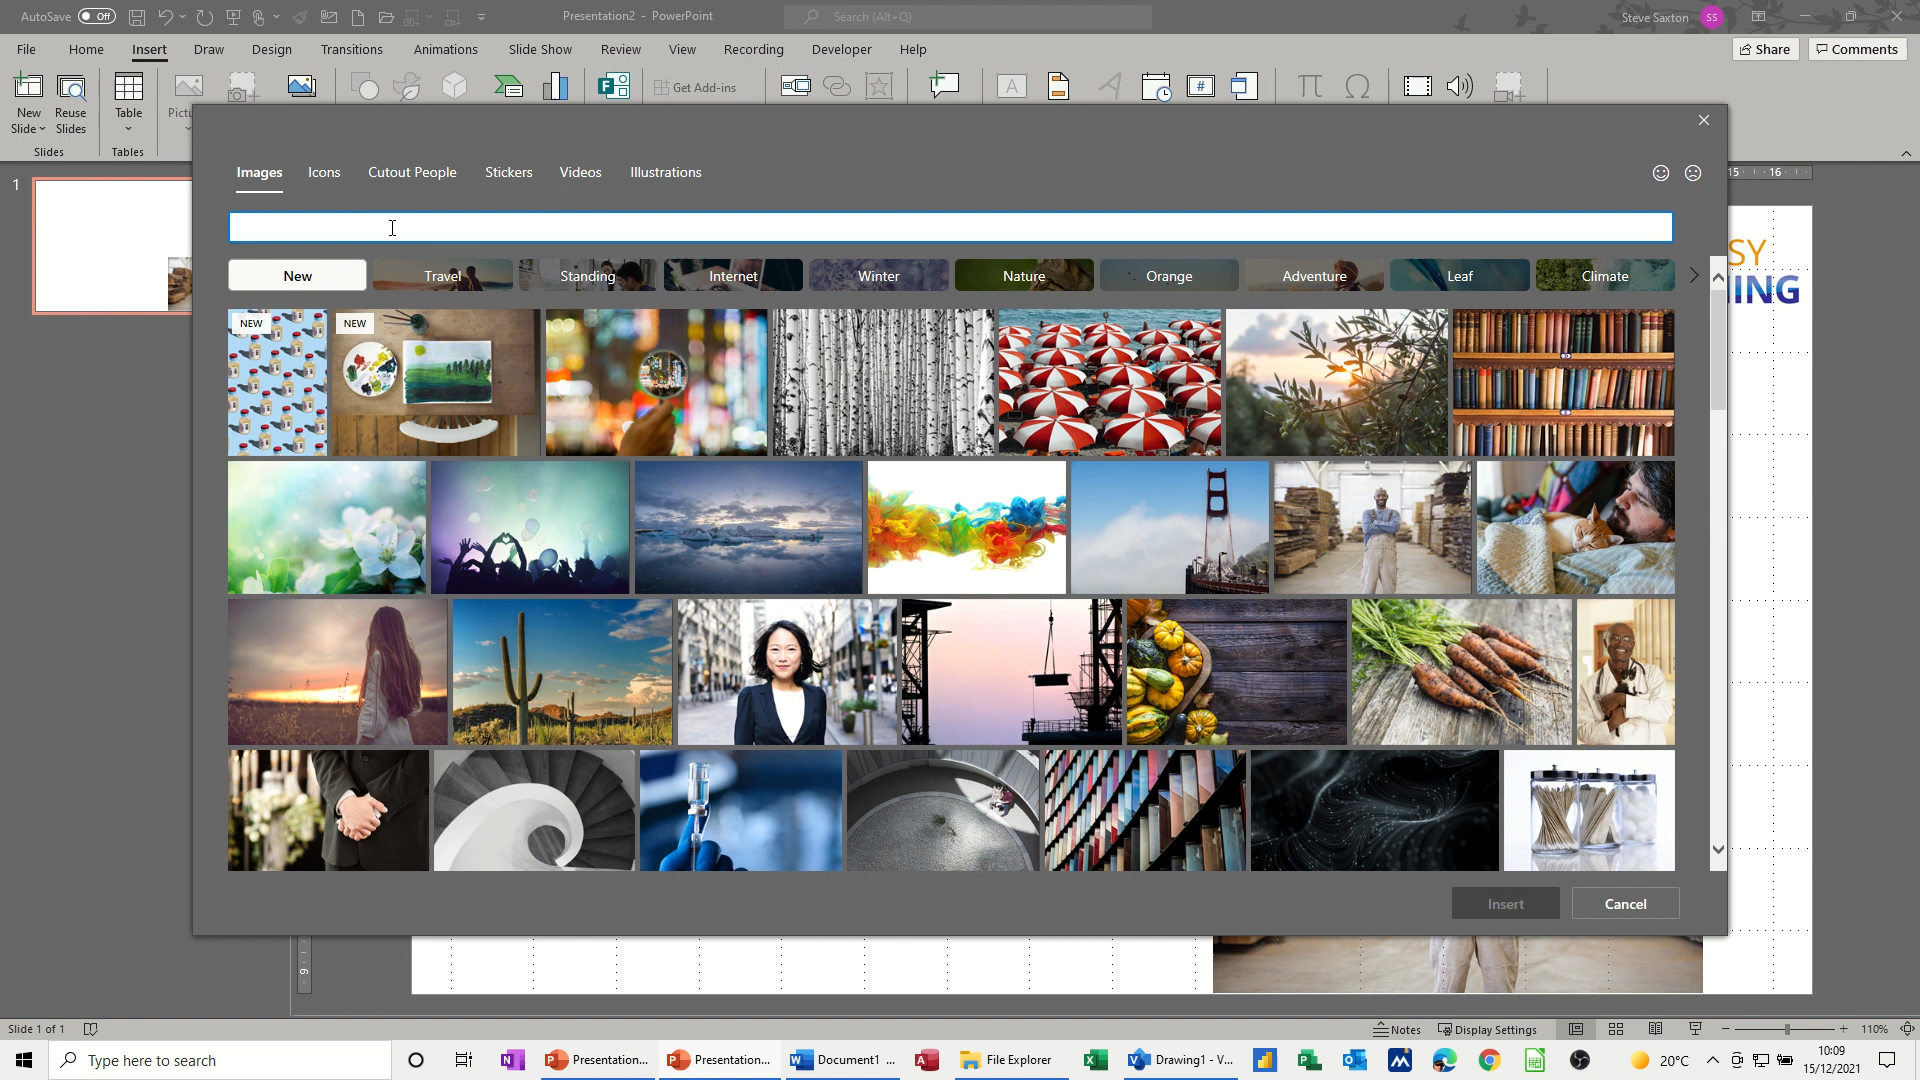 AutoSave Off
Presentation2 - PowerPoint
Search (Alt+Q)
Steve Saxton SS
File Home Insert Draw Design Transitions Animations Slide Show Review View Recording Developer Help
Share Comments
Get Add-ins
New Slide
Reuse Slides
Table
Slides
Tables
Images Icons Cutout People Stickers Videos Illustrations
15 16
1
New Travel Standing Internet Winter Nature Orange Adventure Leaf Climate
NEW NEW
Insert Cancel
9
Slide 1 of 1
Notes Display Settings 110%
Type here to search
Presentation... Presentation... Document1 ... File Explorer Drawing1 - V...
20°C
10:09
15/12/2021